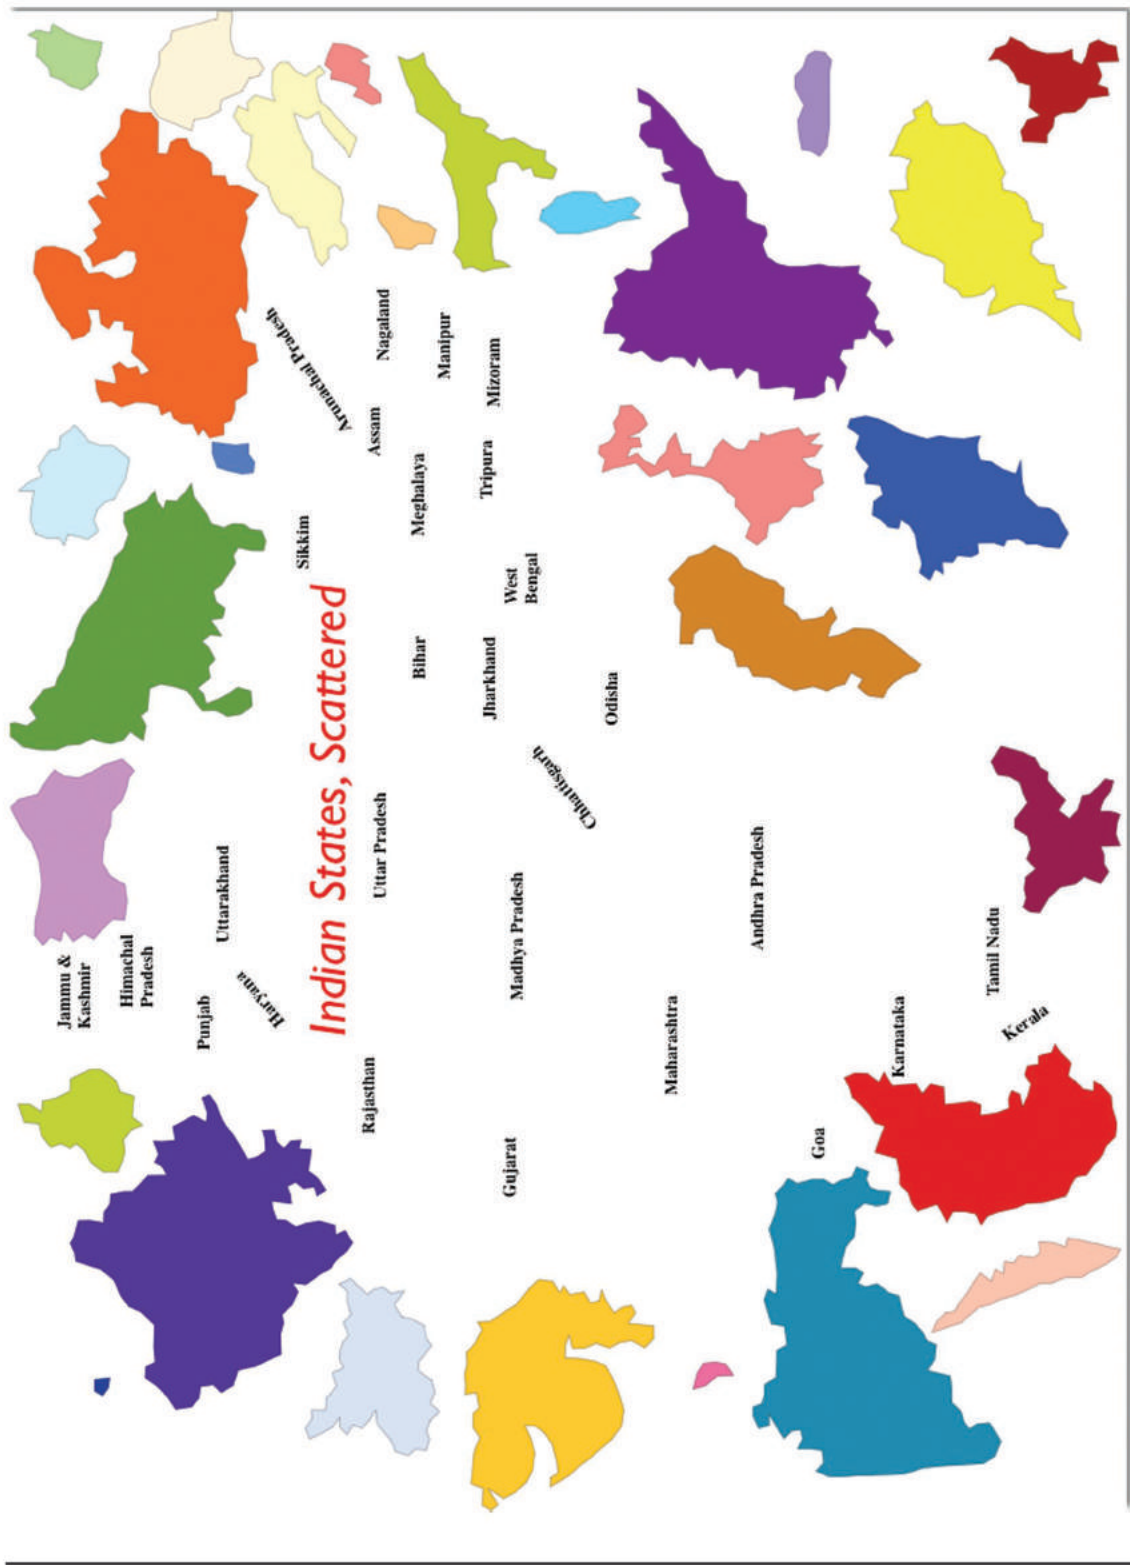 Jammu &
Kashmir
Himachal
Pradesh
Punjab
Uttarakhand
Haryana
Indian States, Scattered
Arunachal Pradesh
Sikkim
Rajasthan
Uttar Pradesh
Assam
Nagaland
Bihar
Meghalaya
Manipur
Gujarat
Madhya Pradesh
Jharkhand
West
Bengal
Tripura
Mizoram
Chhattisgarh
Odisha
Maharashtra
Andhra Pradesh
Goa
Karnataka
Tamil Nadu
Kerala